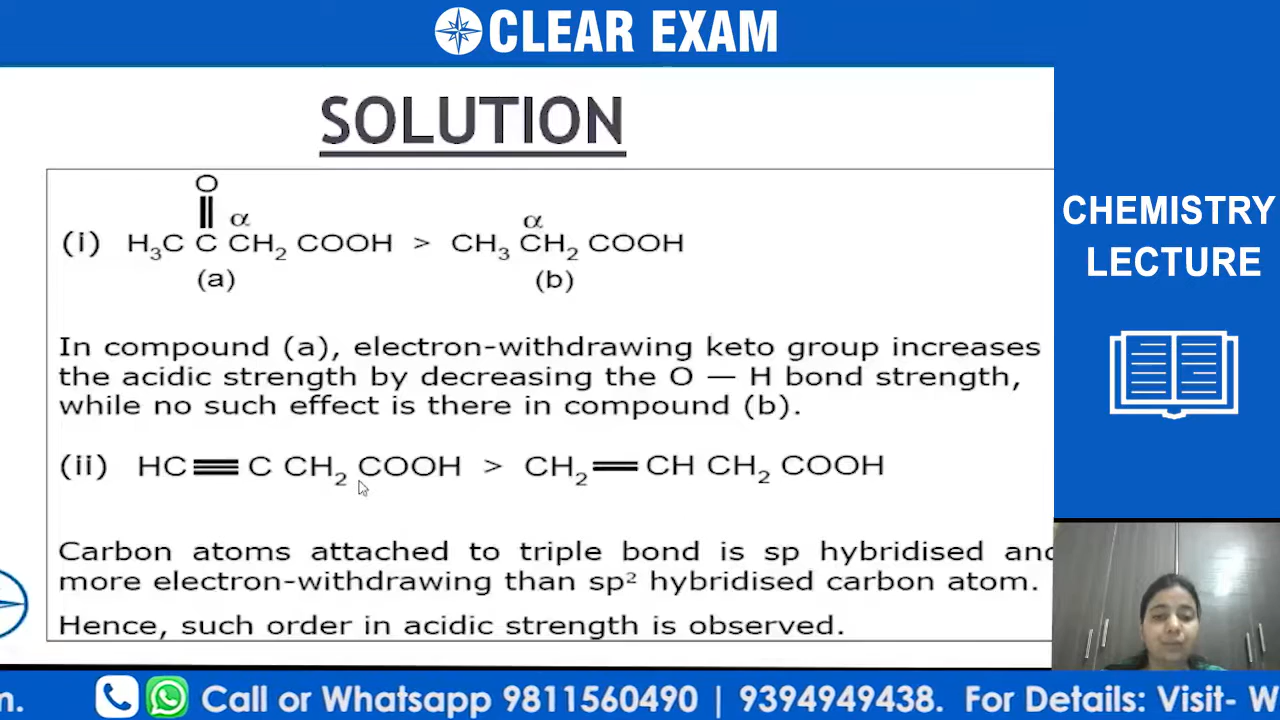 CLEAR EXAM
SOLUTION
O
||
α
α
(i) H₃C C CH₂ COOH > CH₃ CH₂ COOH
(a)
(b)
In compound (a), electron-withdrawing keto group increases
the acidic strength by decreasing the O — H bond strength,
while no such effect is there in compound (b).
(ii) HC≡C CH₂ COOH > CH₂=CH CH₂ COOH
Carbon atoms attached to triple bond is sp hybridised and
more electron-withdrawing than sp² hybridised carbon atom.
Hence, such order in acidic strength is observed.
CHEMISTRY
LECTURE
m. Call or Whatsapp 9811560490 | 9394949438. For Details: Visit- W